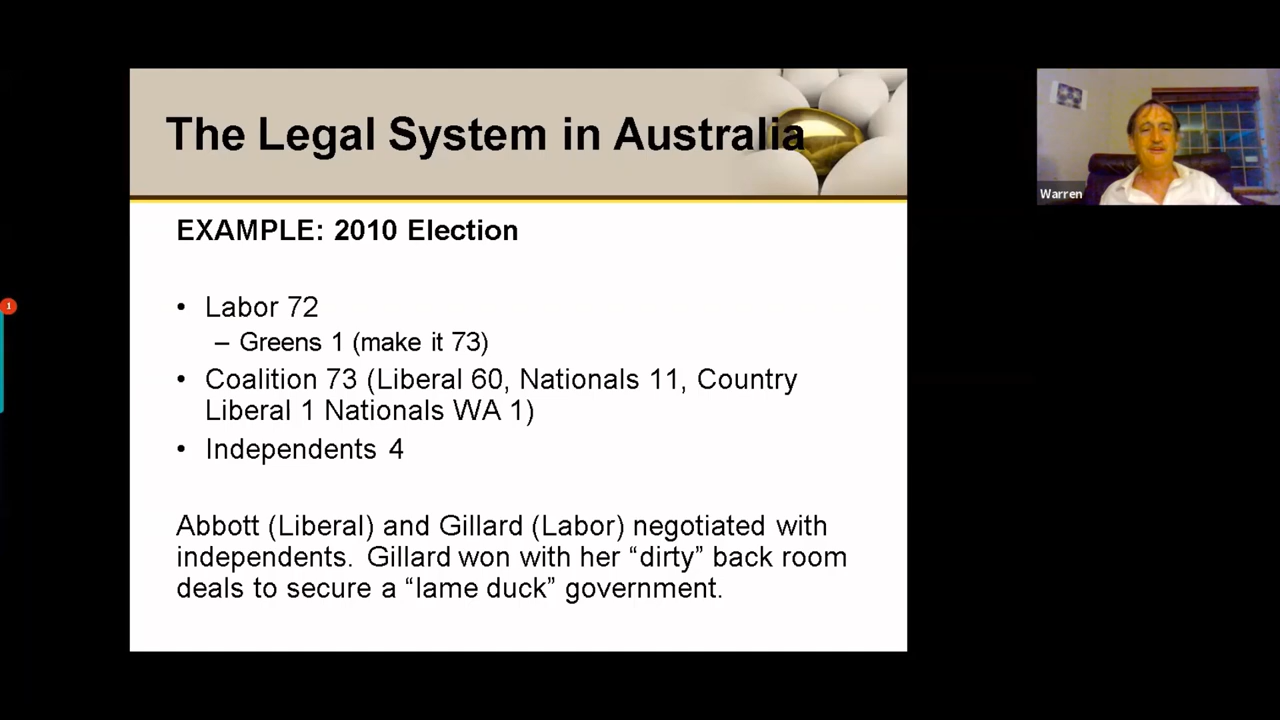 The Legal System in Australia
EXAMPLE: 2010 Election
• Labor 72
– Greens 1 (make it 73)
• Coalition 73 (Liberal 60, Nationals 11, Country
Liberal 1 Nationals WA 1)
• Independents 4
Abbott (Liberal) and Gillard (Labor) negotiated with
independents. Gillard won with her “dirty” back room
deals to secure a “lame duck” government.
Warren
1